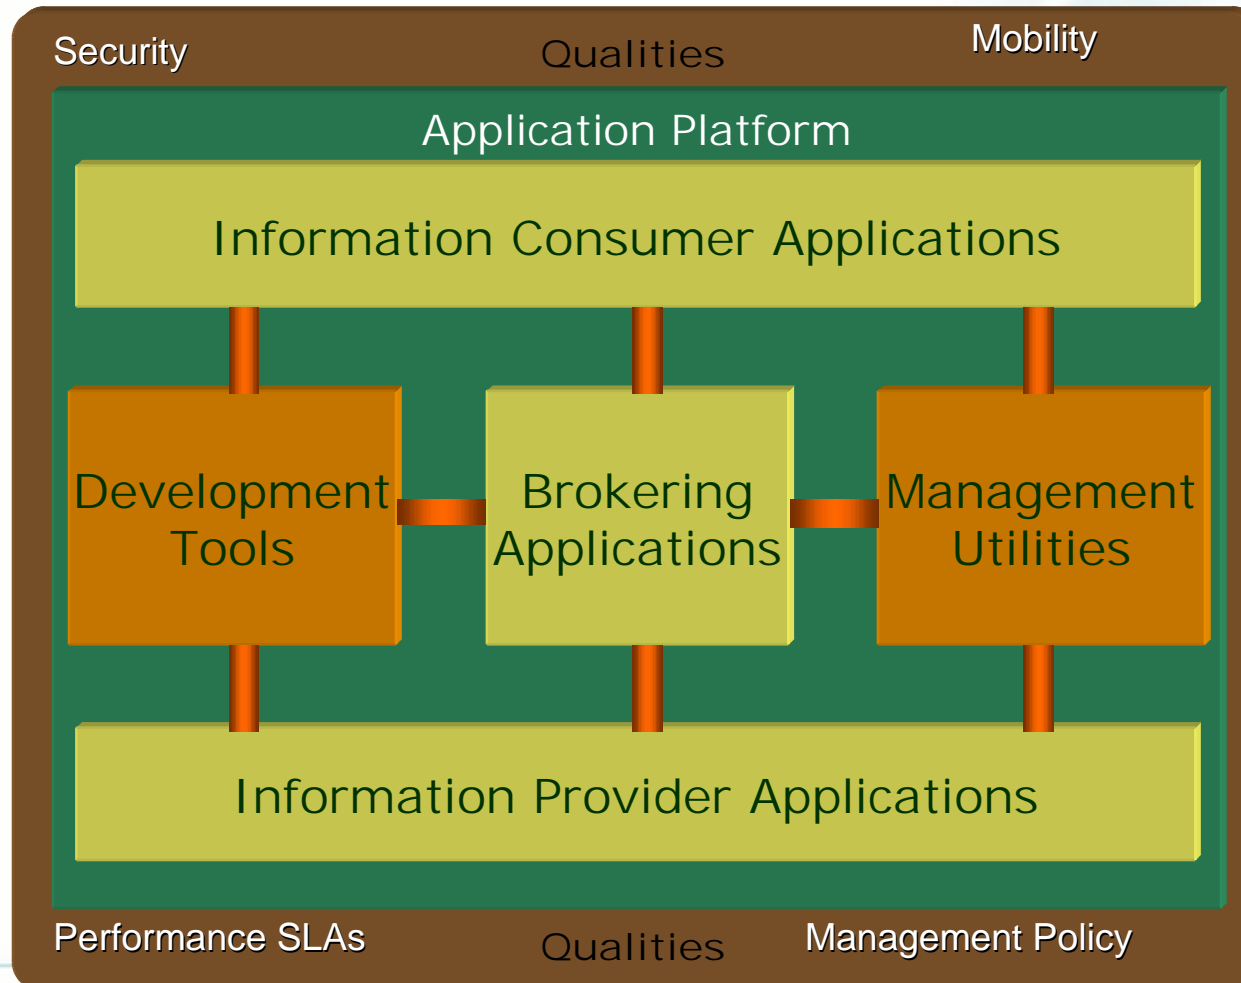 Security
Qualities
Mobility
Application Platform
Information Consumer Applications
Development
Tools
Brokering
Applications
Management
Utilities
Information Provider Applications
Performance SLAs
Qualities
Management Policy